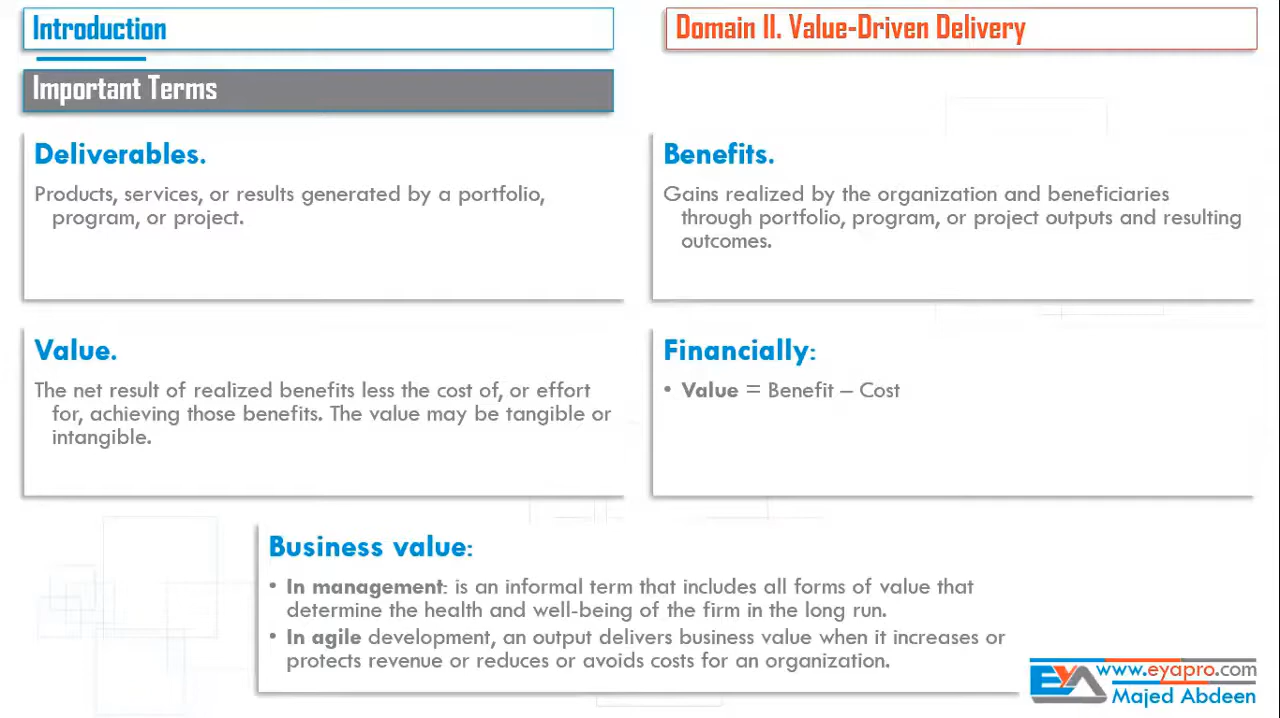 Introduction
Domain II. Value-Driven Delivery
Important Terms
Deliverables.
Products, services, or results generated by a portfolio,
program, or project.
Benefits.
Gains realized by the organization and beneficiaries
through portfolio, program, or project outputs and resulting
outcomes.
Value.
The net result of realized benefits less the cost of, or effort
for, achieving those benefits. The value may be tangible or
intangible.
Financially:
• Value = Benefit – Cost
Business value:
• In management: is an informal term that includes all forms of value that
determine the health and well-being of the firm in the long run.
• In agile development, an output delivers business value when it increases or
protects revenue or reduces or avoids costs for an organization.
EYA
www.eyapro.com
Majed Abdeen